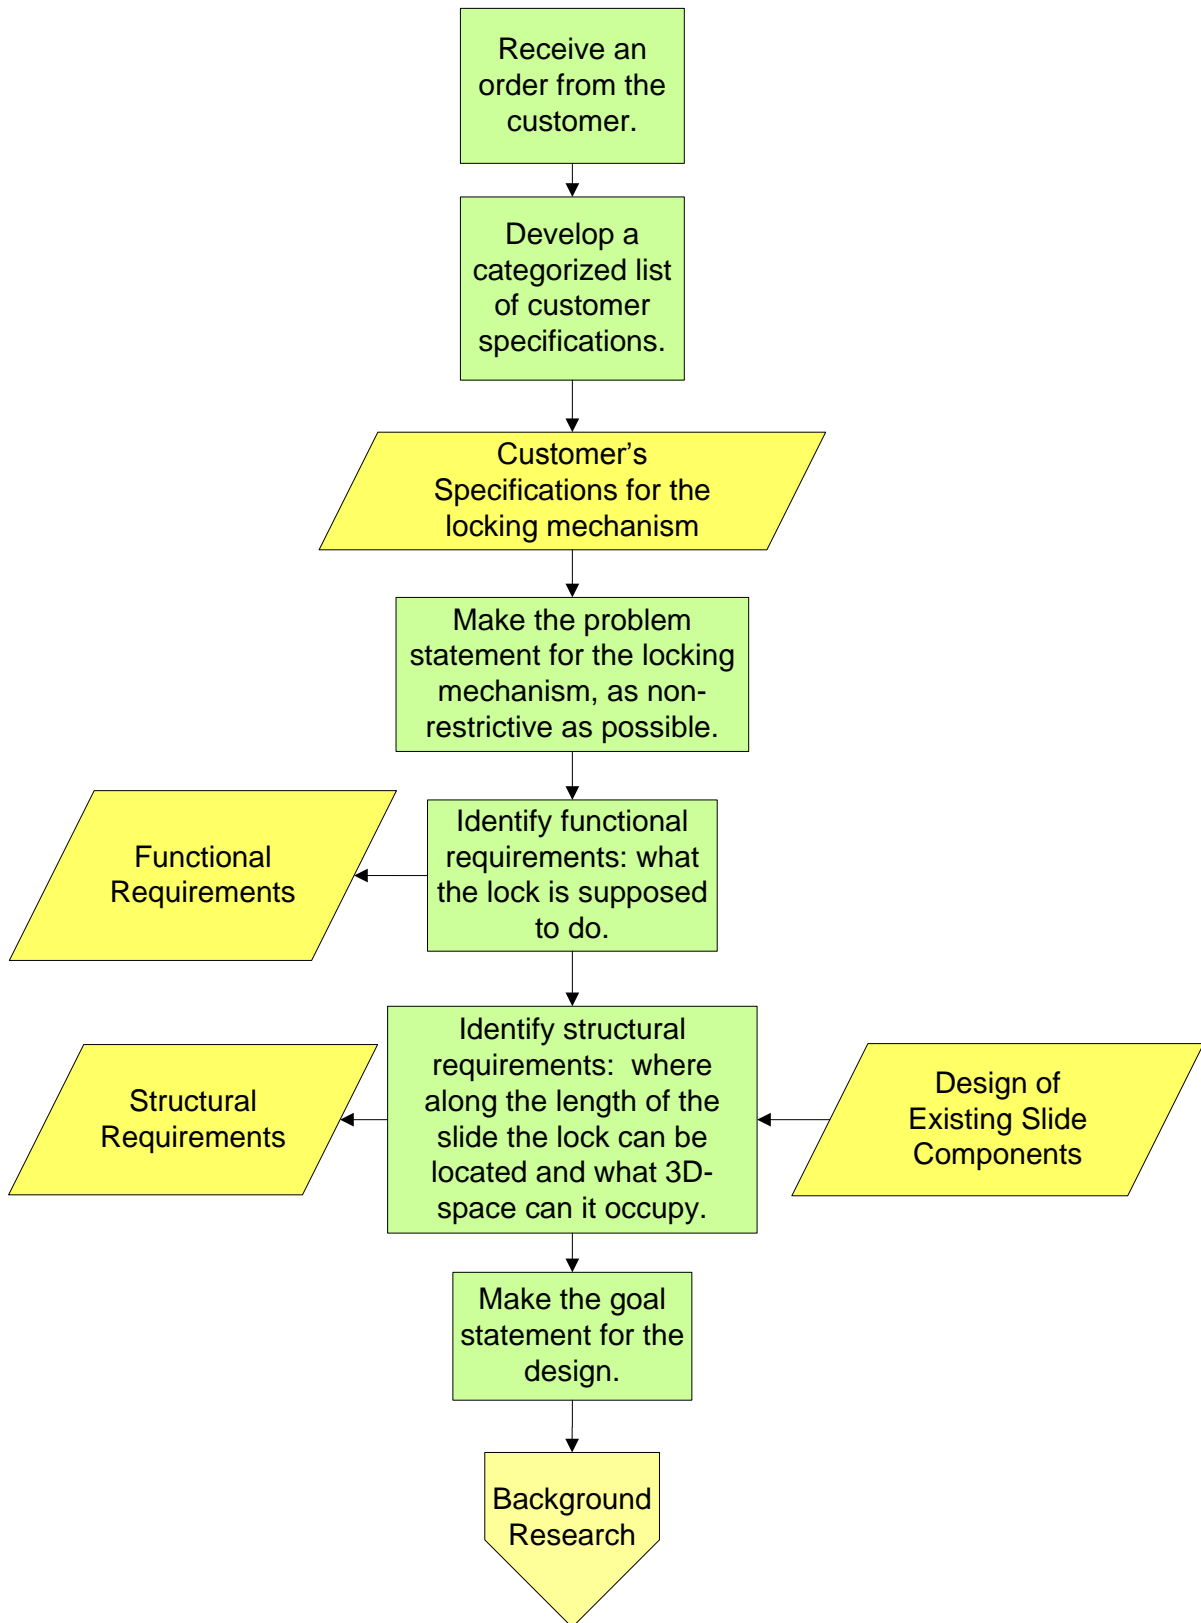 Receive an
order from the
customer.
Develop a
categorized list
of customer
specifications.
Customer’s
Specifications for the
locking mechanism
Make the problem
statement for the locking
mechanism, as non-
restrictive as possible.
Functional
Requirements
Identify functional
requirements: what
the lock is supposed
to do.
Structural
Requirements
Identify structural
requirements:  where
along the length of the
slide the lock can be
located and what 3D-
space can it occupy.
Design of
Existing Slide
Components
Make the goal
statement for the
design.
Background
Research